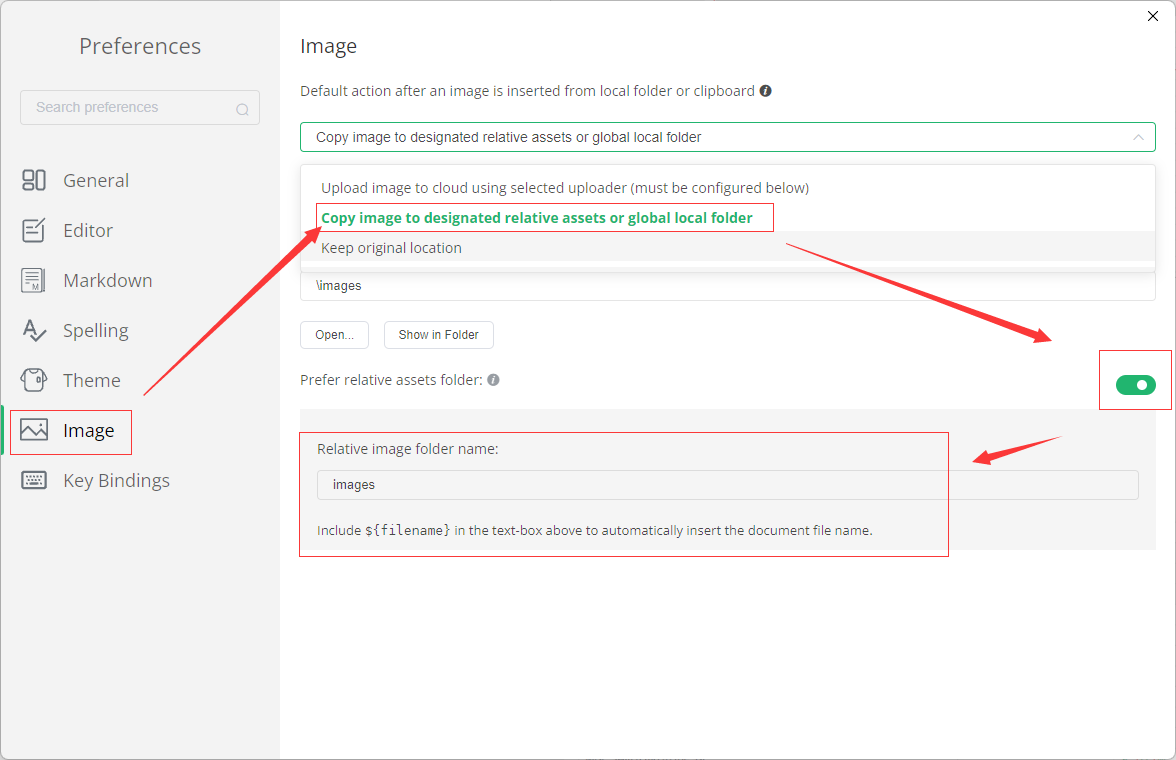 Preferences
Search preferences
General
Editor
Markdown
Spelling
Theme
Image
Key Bindings
Image
Default action after an image is inserted from local folder or clipboard
Copy image to designated relative assets or global local folder
Upload image to cloud using selected uploader (must be configured below)
Copy image to designated relative assets or global local folder
Keep original location
\images
Open...
Show in Folder
Prefer relative assets folder:
Relative image folder name:
images
Include ${filename} in the text-box above to automatically insert the document file name.